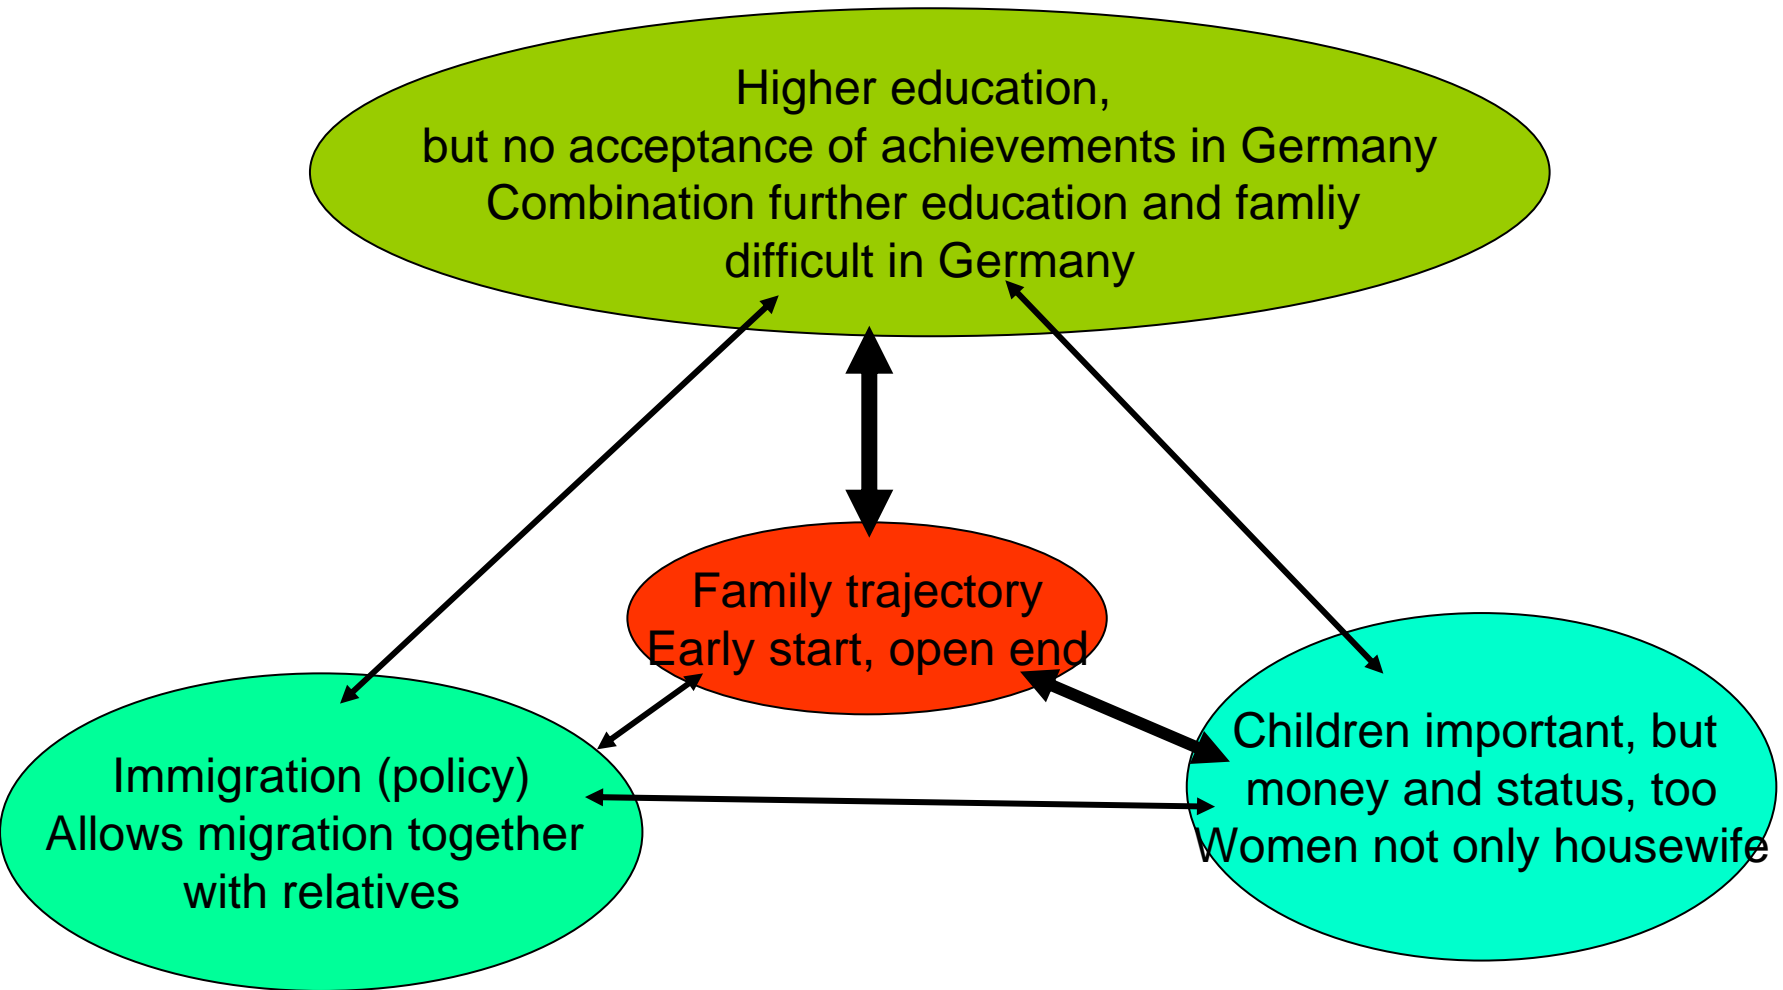 Higher education,
but no acceptance of achievements in Germany
Combination further education and famliy
difficult in Germany
Family trajectory
Early start, open end
Immigration (policy)
Allows migration together
with relatives
Children important, but
money and status, too
Women not only housewife